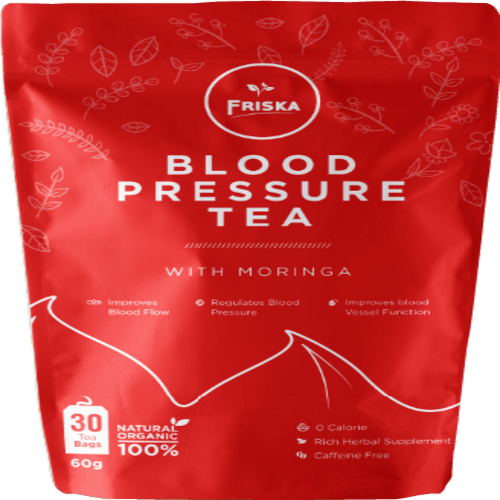 FRISKA
BLOOD
PRESSURE
TEA
WITH MORINGA
Improves
Blood Flow
Regulates Blood
Pressure
Improves blood
Vessel Function
30
Tea
Bags
60g
NATURAL
ORGANIC
100%
0 Calorie
Rich Herbal Supplement
Caffeine Free